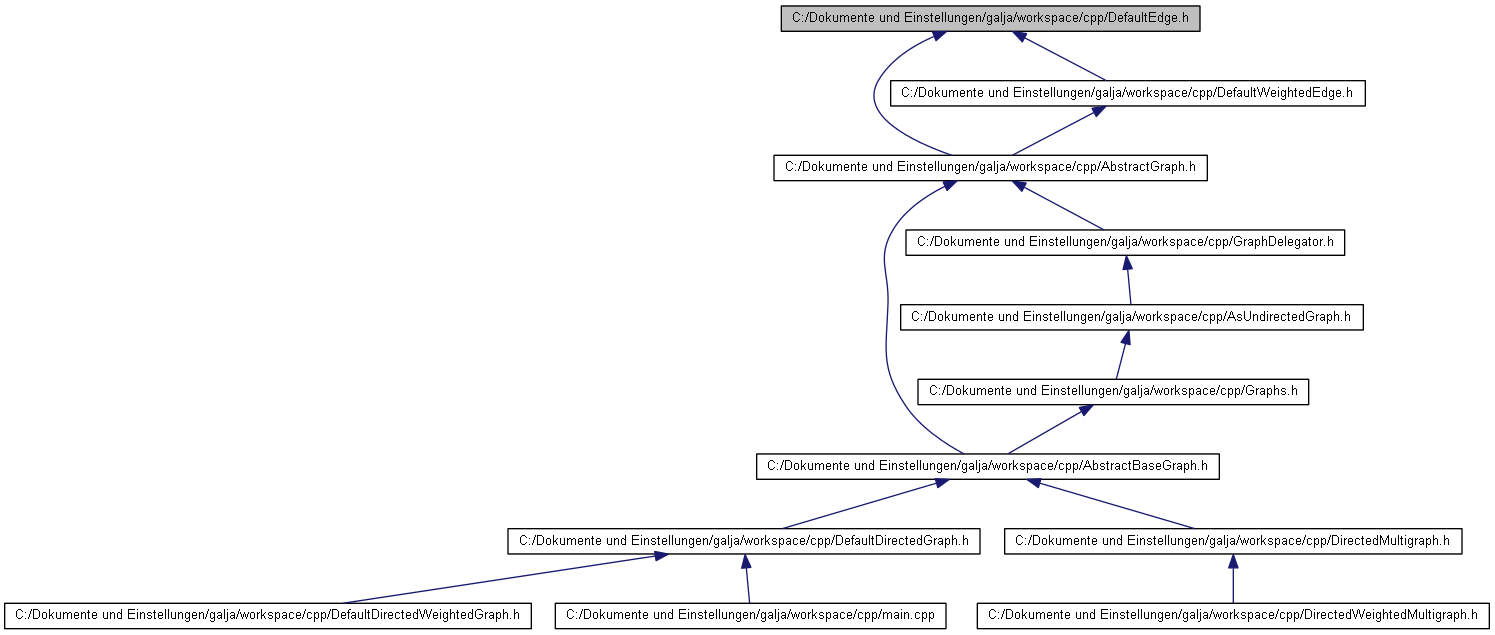 C:/Dokumente und Einstellungen/galja/workspace/cpp/DefaultEdge.h
C:/Dokumente und Einstellungen/galja/workspace/cpp/DefaultWeightedEdge.h
C:/Dokumente und Einstellungen/galja/workspace/cpp/AbstractGraph.h
C:/Dokumente und Einstellungen/galja/workspace/cpp/GraphDelegator.h
C:/Dokumente und Einstellungen/galja/workspace/cpp/AsUndirectedGraph.h
C:/Dokumente und Einstellungen/galja/workspace/cpp/Graphs.h
C:/Dokumente und Einstellungen/galja/workspace/cpp/AbstractBaseGraph.h
C:/Dokumente und Einstellungen/galja/workspace/cpp/DefaultDirectedGraph.h
C:/Dokumente und Einstellungen/galja/workspace/cpp/DirectedMultigraph.h
C:/Dokumente und Einstellungen/galja/workspace/cpp/DefaultDirectedWeightedGraph.h
C:/Dokumente und Einstellungen/galja/workspace/cpp/main.cpp
C:/Dokumente und Einstellungen/galja/workspace/cpp/DirectedWeightedMultigraph.h